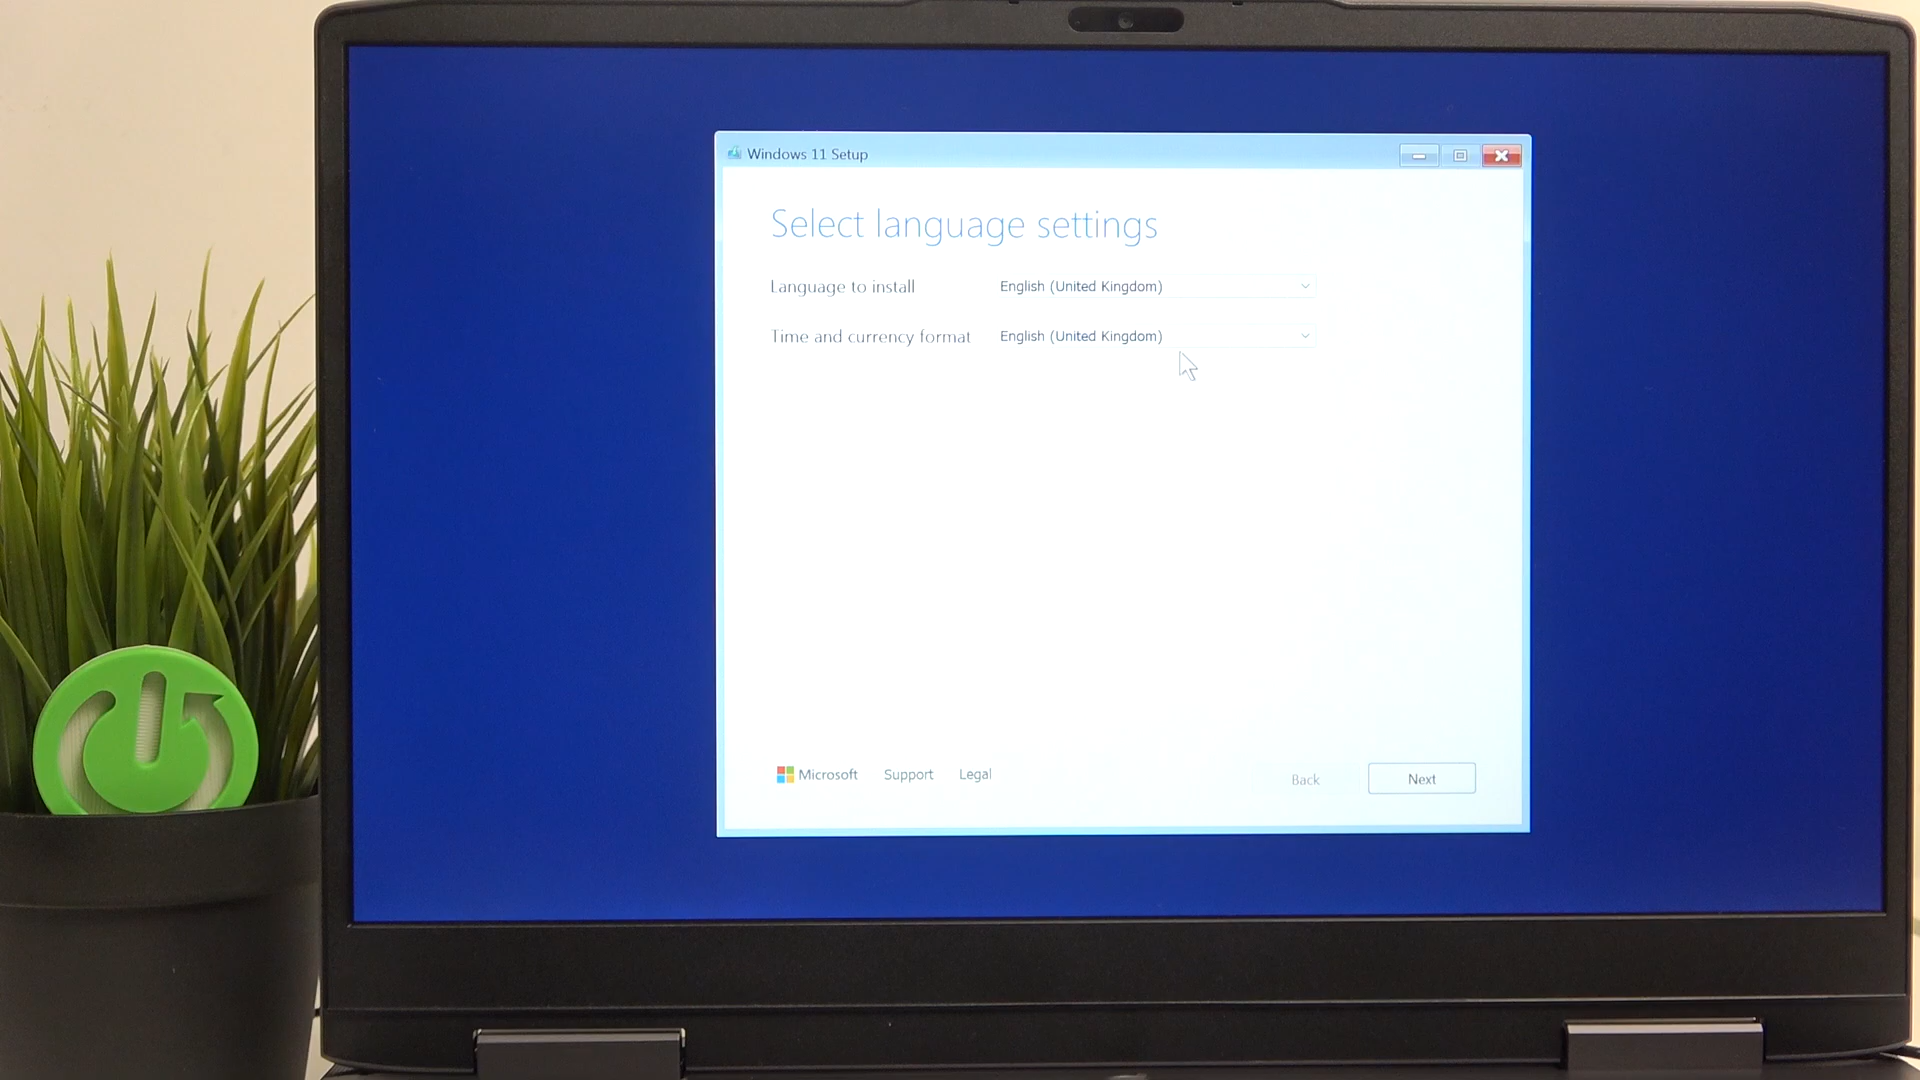 Windows 11 Setup
Select language settings
Language to install English (United Kingdom)
Time and currency format English (United Kingdom)
Microsoft Support Legal Back Next